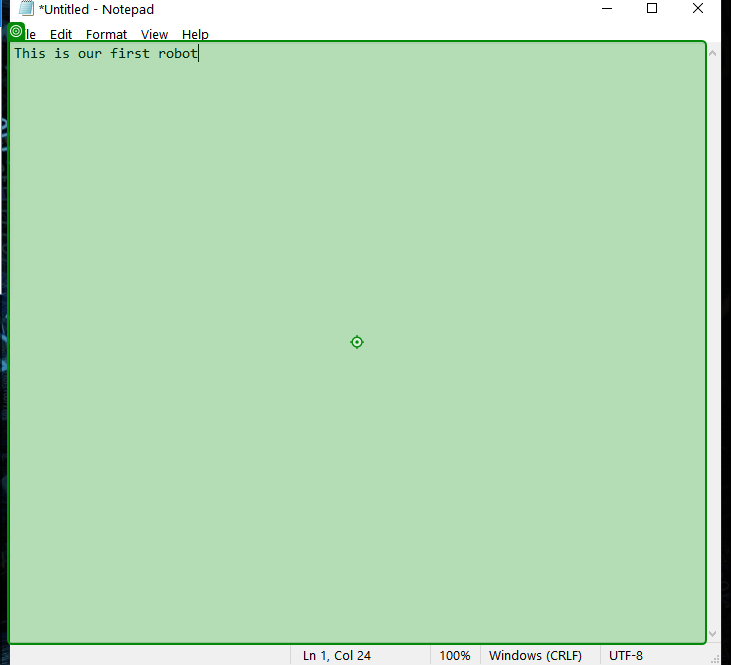 *Untitled - Notepad
le Edit Format View Help
This is our first robot
Ln 1, Col 24 100% Windows (CRLF) UTF-8